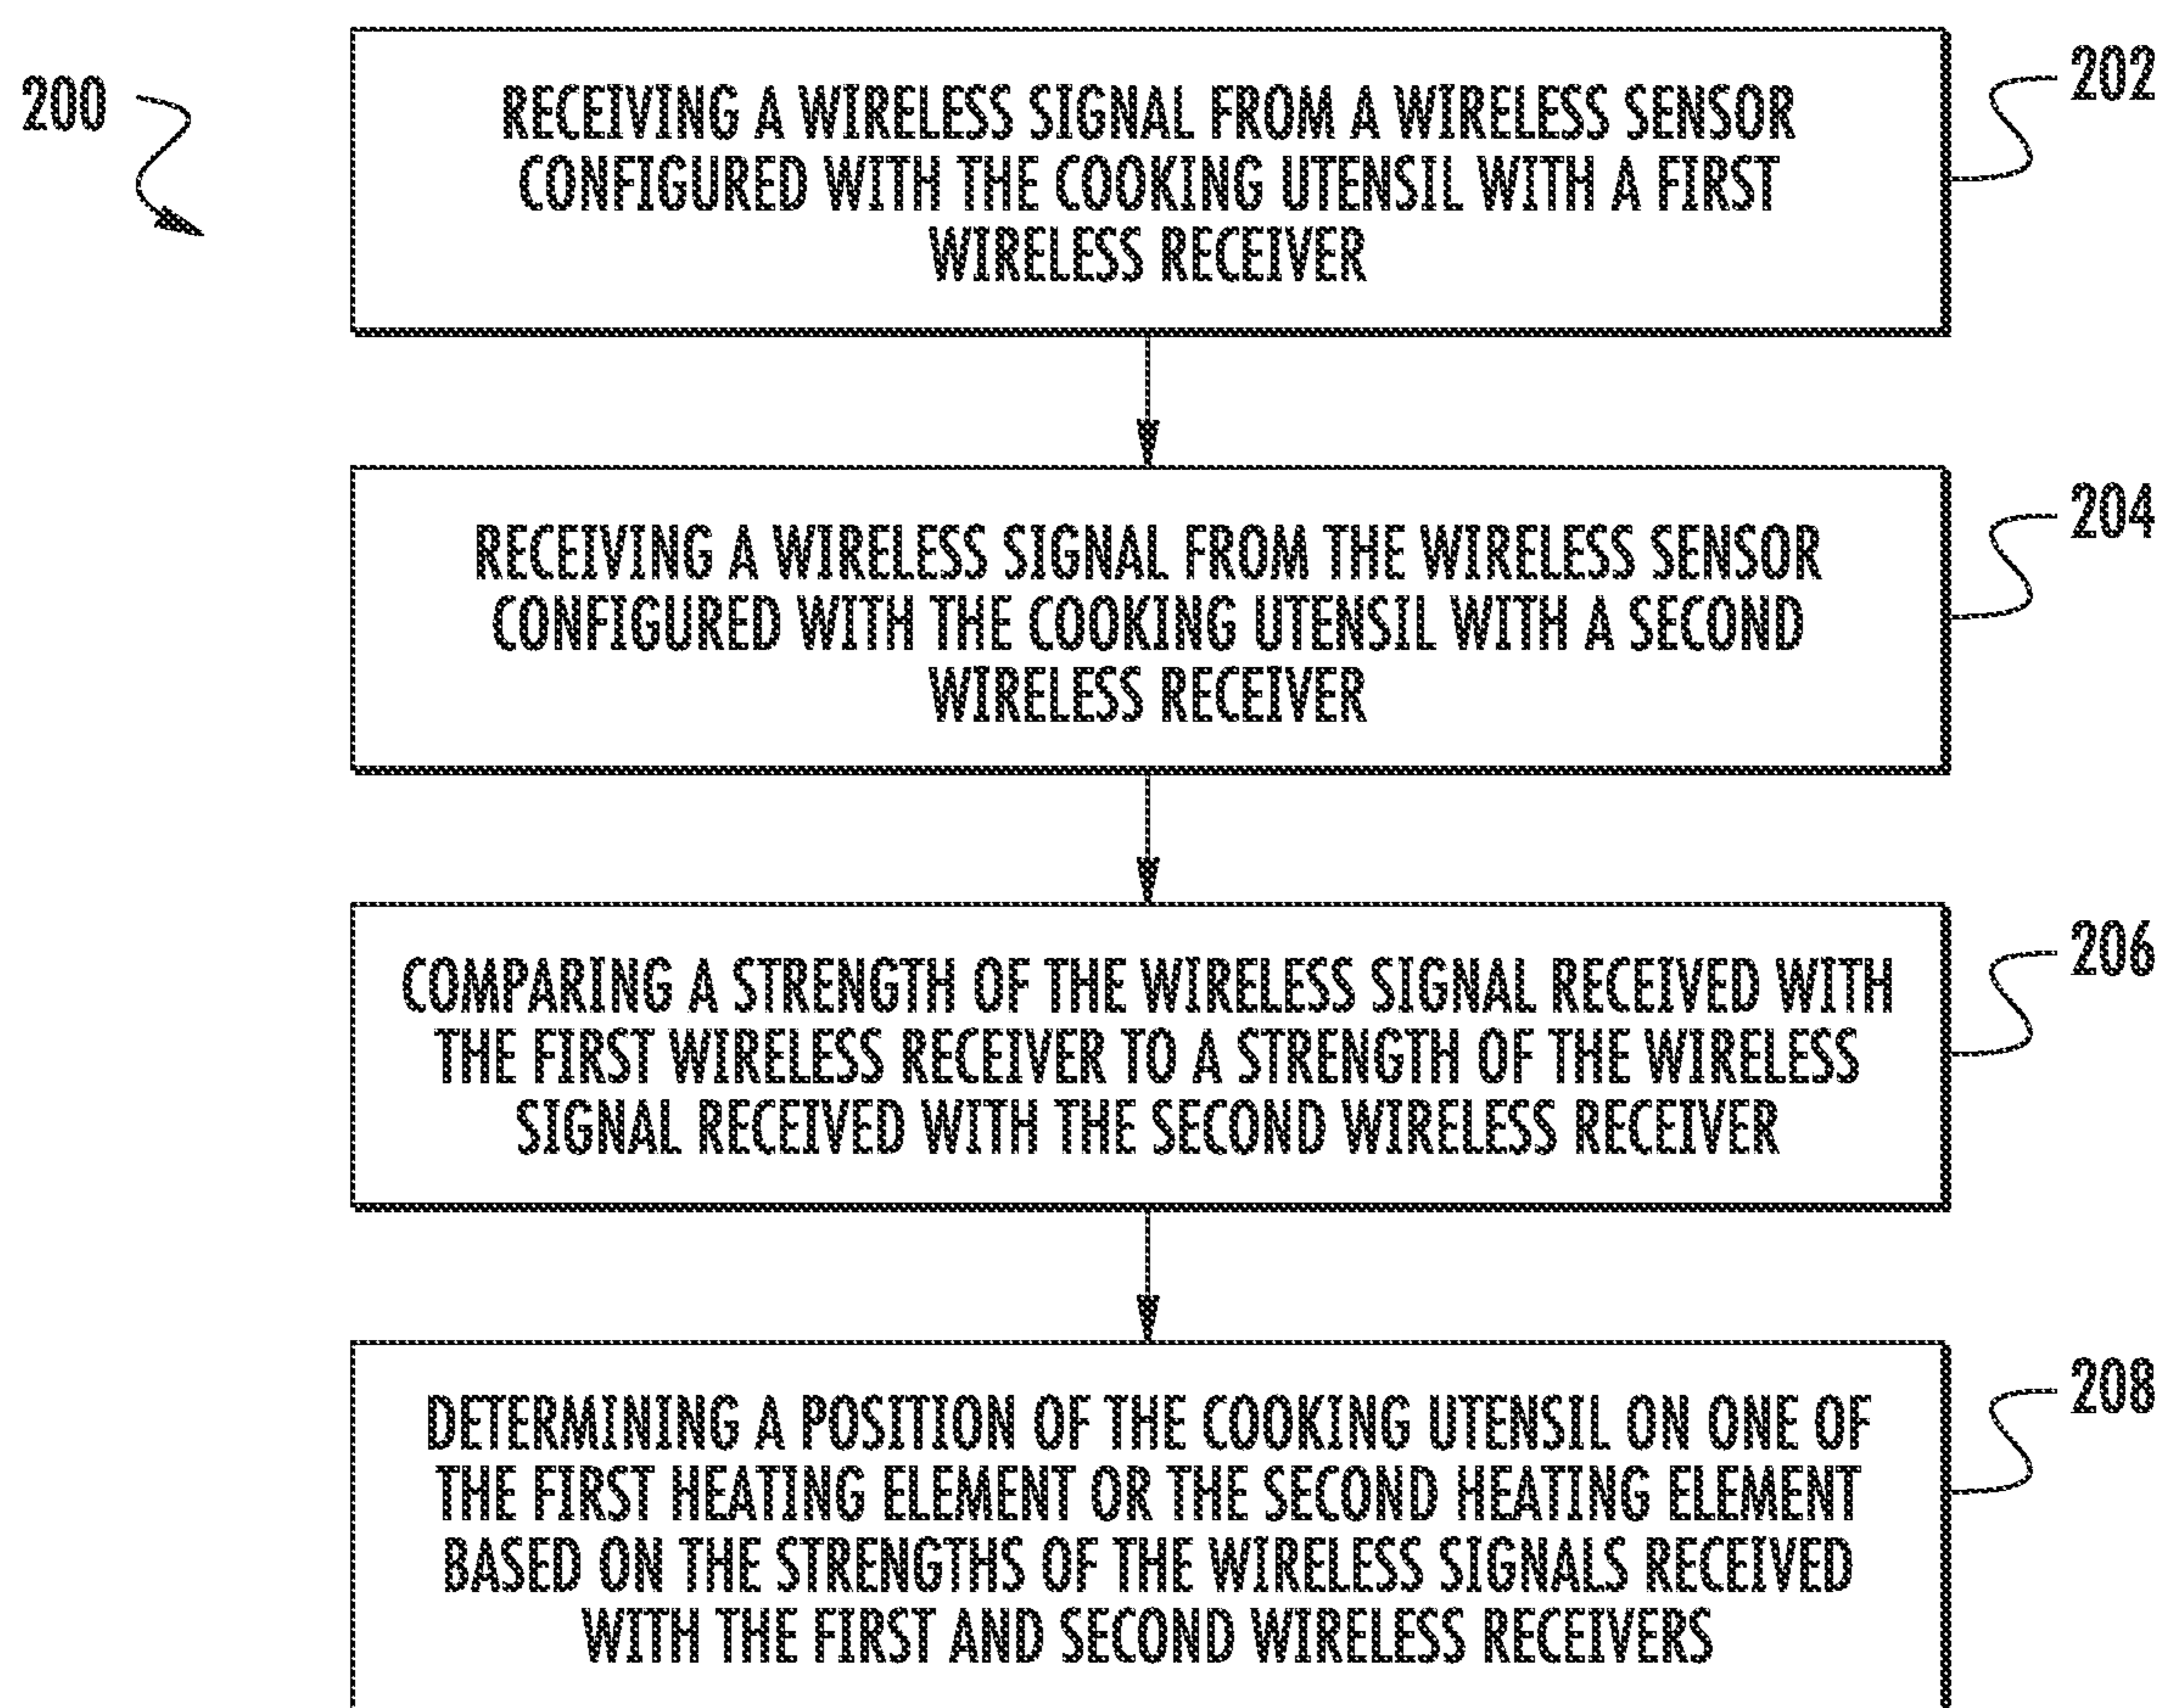 200
RECEIVING A WIRELESS SIGNAL FROM A WIRELESS SENSOR
CONFIGURED WITH THE COOKING UTENSIL WITH A FIRST
WIRELESS RECEIVER
202
RECEIVING A WIRELESS SIGNAL FROM THE WIRELESS SENSOR
CONFIGURED WITH THE COOKING UTENSIL WITH A SECOND
WIRELESS RECEIVER
204
COMPARING A STRENGTH OF THE WIRELESS SIGNAL RECEIVED WITH
THE FIRST WIRELESS RECEIVER TO A STRENGTH OF THE WIRELESS
SIGNAL RECEIVED WITH THE SECOND WIRELESS RECEIVER
206
DETERMINING A POSITION OF THE COOKING UTENSIL ON ONE OF
THE FIRST HEATING ELEMENT OR THE SECOND HEATING ELEMENT
BASED ON THE STRENGTHS OF THE WIRELESS SIGNALS RECEIVED
WITH THE FIRST AND SECOND WIRELESS RECEIVERS
208